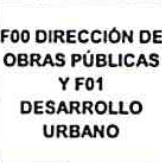 F00 DIRECCIÓN DE
OBRAS PÚBLICAS
Y F01
DESARROLLO
URBANO